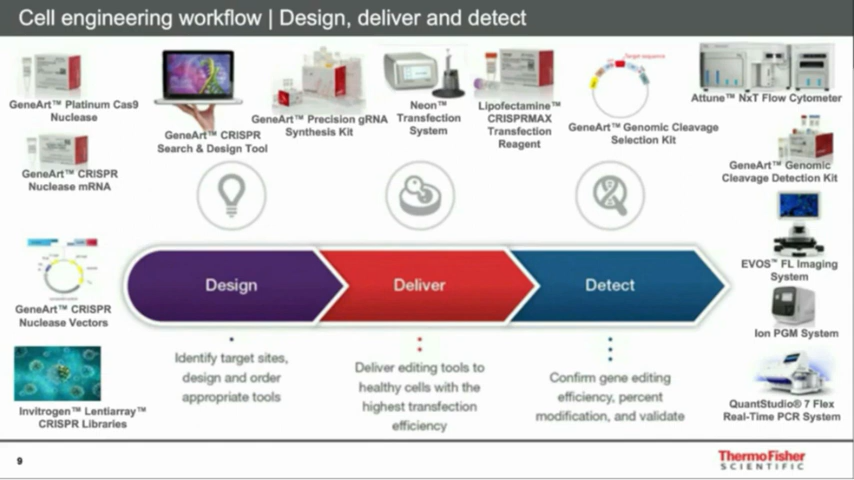 Cell engineering workflow | Design, deliver and detect
GeneArt™ Platinum Cas9
Nuclease
GeneArt™ CRISPR
Search & Design Tool
GeneArt™ Precision gRNA
Synthesis Kit
Neon™
Transfection
System
Lipofectamine™
CRISPRMAX
Transfection
Reagent
Target sequence
GeneArt™ Genomic Cleavage
Selection Kit
Attune™ NxT Flow Cytometer
GeneArt™ CRISPR
Nuclease mRNA
GeneArt™ Genomic
Cleavage Detection Kit
EVOS™ FL Imaging
System
GeneArt™ CRISPR
Nuclease Vectors
Design
Deliver
Detect
Ion PGM System
Identify target sites,
design and order
appropriate tools
Deliver editing tools to
healthy cells with the
highest transfection
efficiency
Confirm gene editing
efficiency, percent
modification, and validate
Invitrogen™ Lentiarray™
CRISPR Libraries
QuantStudio® 7 Flex
Real-Time PCR System
9
ThermoFisher
SCIENTIFIC